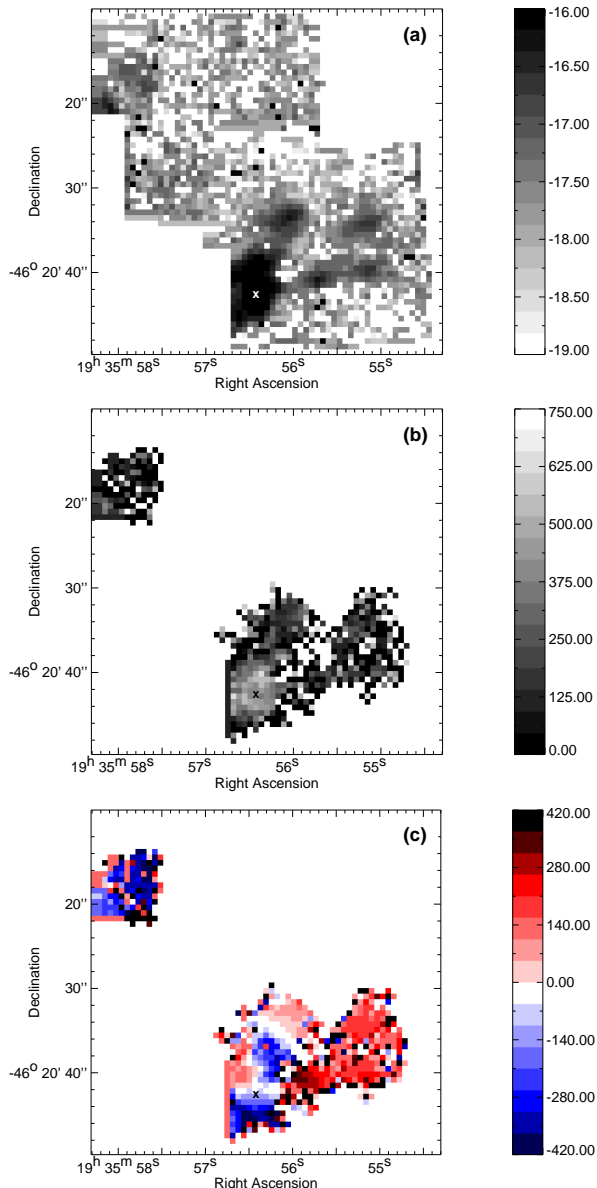 (a)
Declination
20''
30''
-46° 20' 40''
19h 35m 58s
57s
56s
55s
Right Ascension
-16.00
-16.50
-17.00
-17.50
-18.00
-18.50
-19.00
x
(b)
Declination
20''
30''
-46° 20' 40''
19h 35m 58s
57s
56s
55s
Right Ascension
750.00
625.00
500.00
375.00
250.00
125.00
0.00
x
(c)
Declination
20''
30''
-46° 20' 40''
19h 35m 58s
57s
56s
55s
Right Ascension
420.00
280.00
140.00
0.00
-140.00
-280.00
-420.00
x